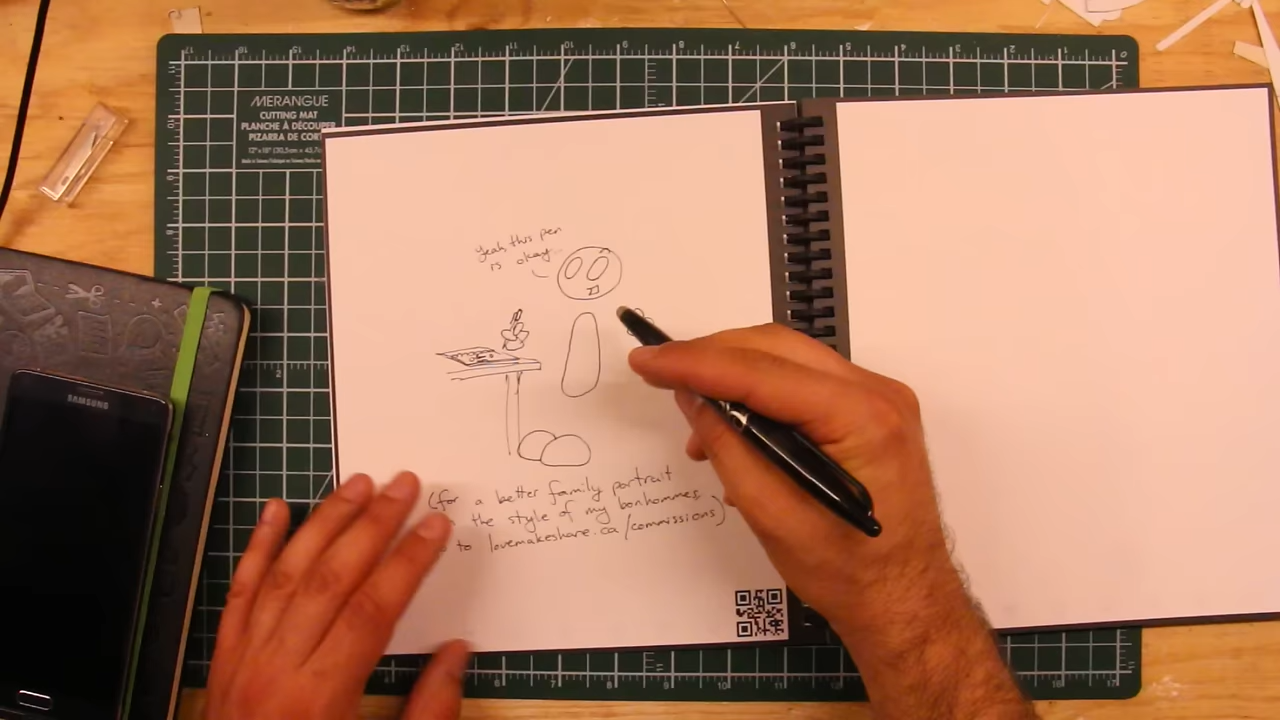 MERANGUE
CUTTING MAT
PLANCHE À DÉCOUPER
PIZARRA DE
SAMSUNG
yeah, this pen
is okay...
(for a better family portrait
the style of my bonhommes
to lovemakeshare.ca/commissions)